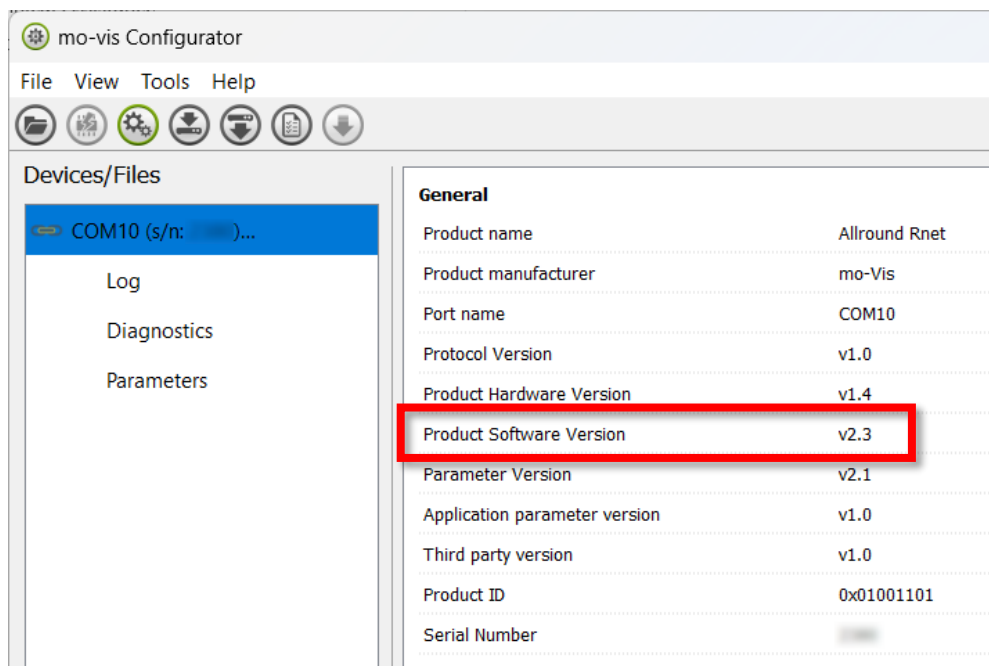 mo-vis Configurator
File View Tools Help
Devices/Files
COM10 (s/n: )...
Log
Diagnostics
Parameters
General
Product name Allround Rnet
Product manufacturer mo-Vis
Port name COM10
Protocol Version v1.0
Product Hardware Version v1.4
Product Software Version v2.3
Parameter Version v2.1
Application parameter version v1.0
Third party version v1.0
Product ID 0x01001101
Serial Number